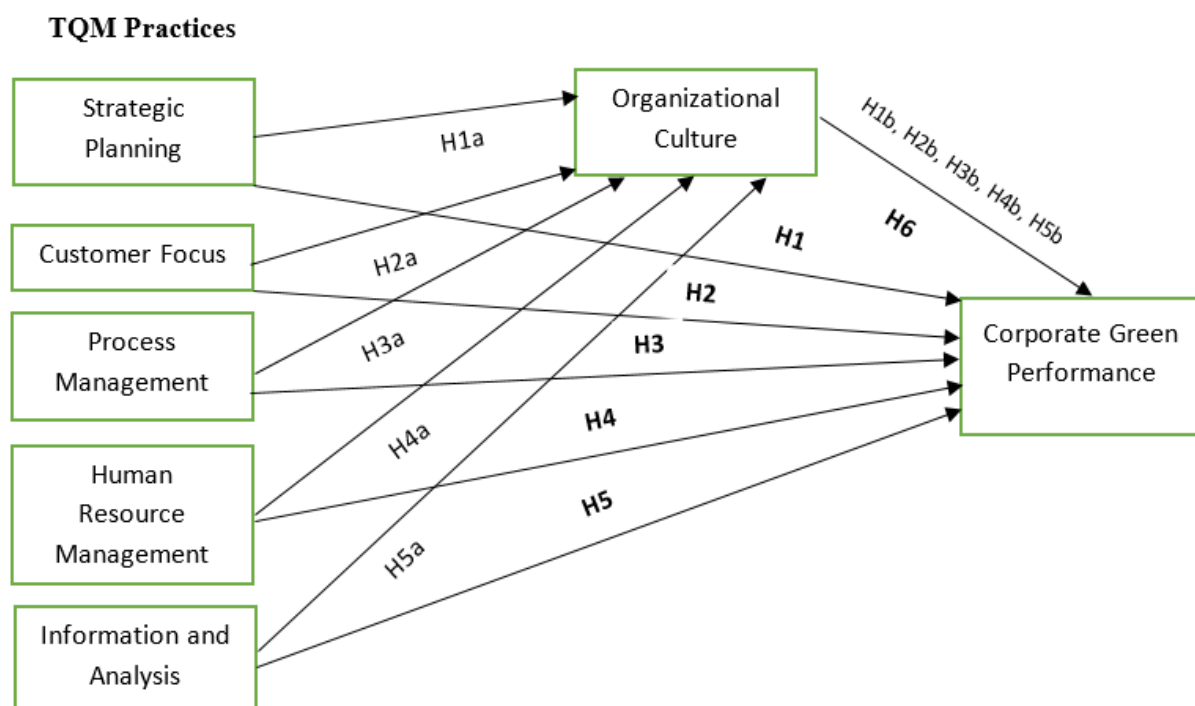 TQM Practices
Strategic
Planning
Organizational
Culture
H1a
H1b, H2b, H3b, H4b, H5b
Customer Focus
H2a
H1
H6
H2
Process
Management
H3a
H3
Corporate Green
Performance
Human
Resource
Management
H4a
H4
H5
H5a
Information and
Analysis